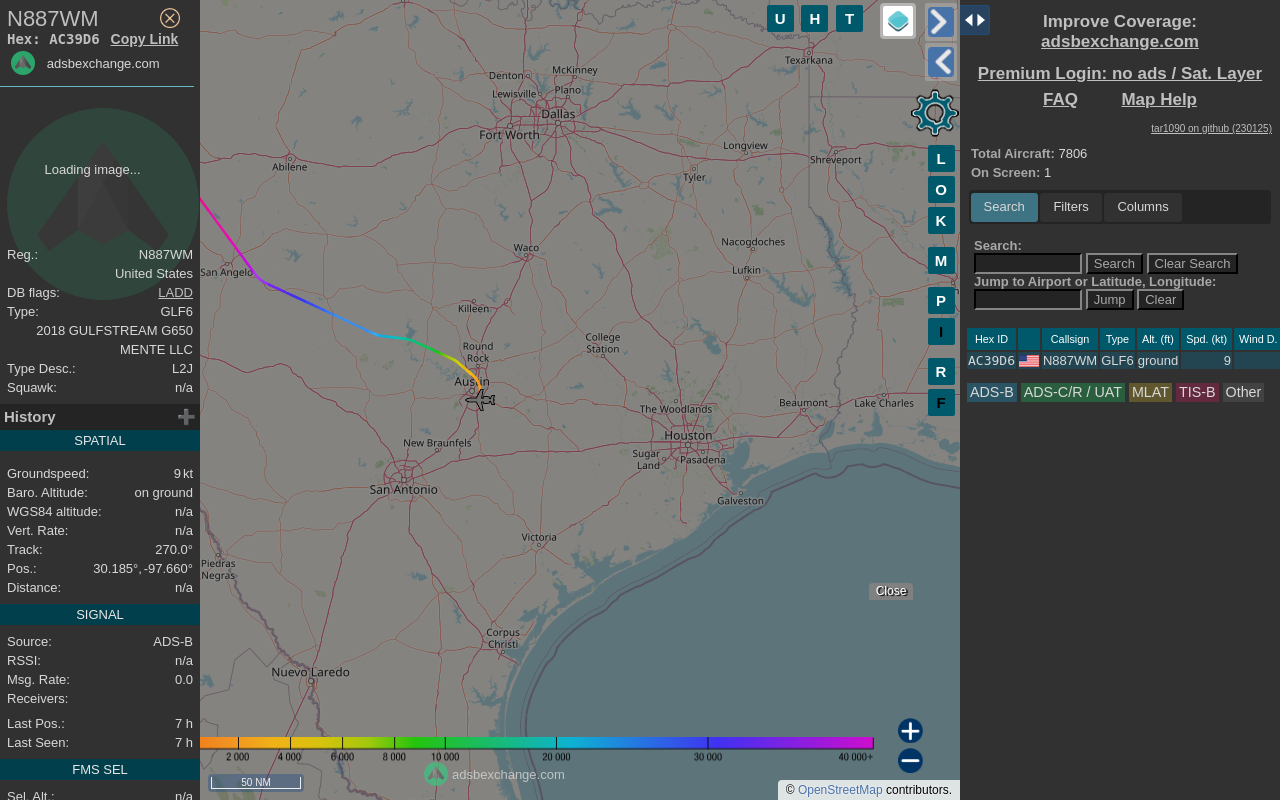 N887WM
Hex: AC39D6 Copy Link
adsbexchange.com
Loading image...
Reg.: N887WM
United States
DB flags: LADD
Type: GLF6
2018 GULFSTREAM G650
MENTE LLC
Type Desc.: L2J
Squawk: n/a
History
SPATIAL
Groundspeed: 9 kt
Baro. Altitude: on ground
WGS84 altitude: n/a
Vert. Rate: n/a
Track: 270.0°
Pos.: 30.185°, -97.660°
Distance: n/a
SIGNAL
Source: ADS-B
RSSI: n/a
Msg. Rate: 0.0
Receivers:
Last Pos.: 7 h
Last Seen: 7 h
FMS SEL
Sel. Alt.: n/a
U H T
Texarkana
McKinney
Denton
Plano
Lewisville
Dallas
Fort Worth
Longview
Shreveport
Abilene
Tyler
Waco
Nacogdoches
San Angelo
Lufkin
Killeen
College
Station
Round
Rock
Austin
The Woodlands
Beaumont
Lake Charles
Houston
New Braunfels
Sugar
Land
Pasadena
San Antonio
Galveston
Victoria
Piedras
Negras
Corpus
Christi
Nuevo Laredo
L
O
K
M
P
I
R
F
Close
2 000 4 000 6 000 8 000 10 000 20 000 30 000 40 000+
adsbexchange.com
50 NM
© OpenStreetMap contributors.
Improve Coverage:
adsbexchange.com
Premium Login: no ads / Sat. Layer
FAQ Map Help
tar1090 on github (230125)
Total Aircraft: 7806
On Screen: 1
Search Filters Columns
Search:
Search Clear Search
Jump to Airport or Latitude, Longitude:
Jump Clear
Hex ID Callsign Type Alt. (ft) Spd. (kt) Wind D.
AC39D6 N887WM GLF6 ground 9
ADS-B ADS-C/R / UAT MLAT TIS-B Other